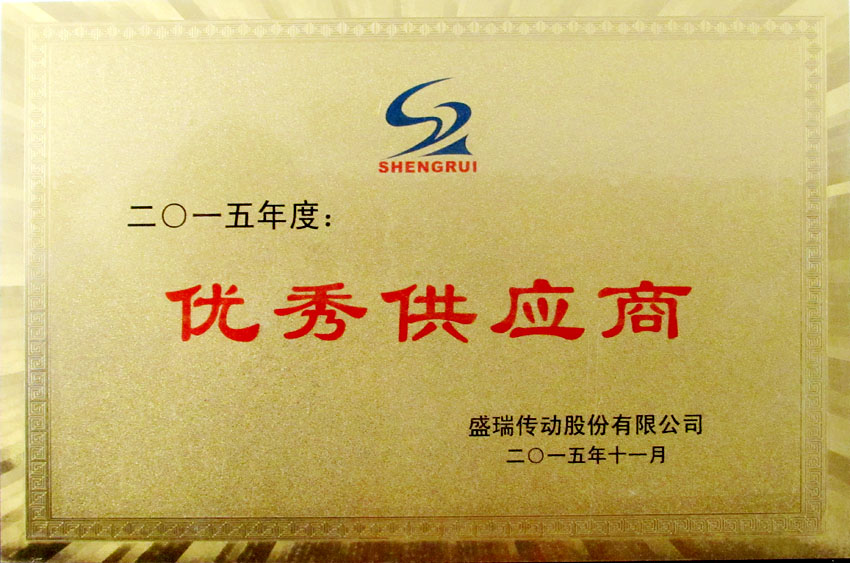 SHENGRUI
二〇一五年度：
优秀供应商
盛瑞传动股份有限公司
二〇一五年十一月